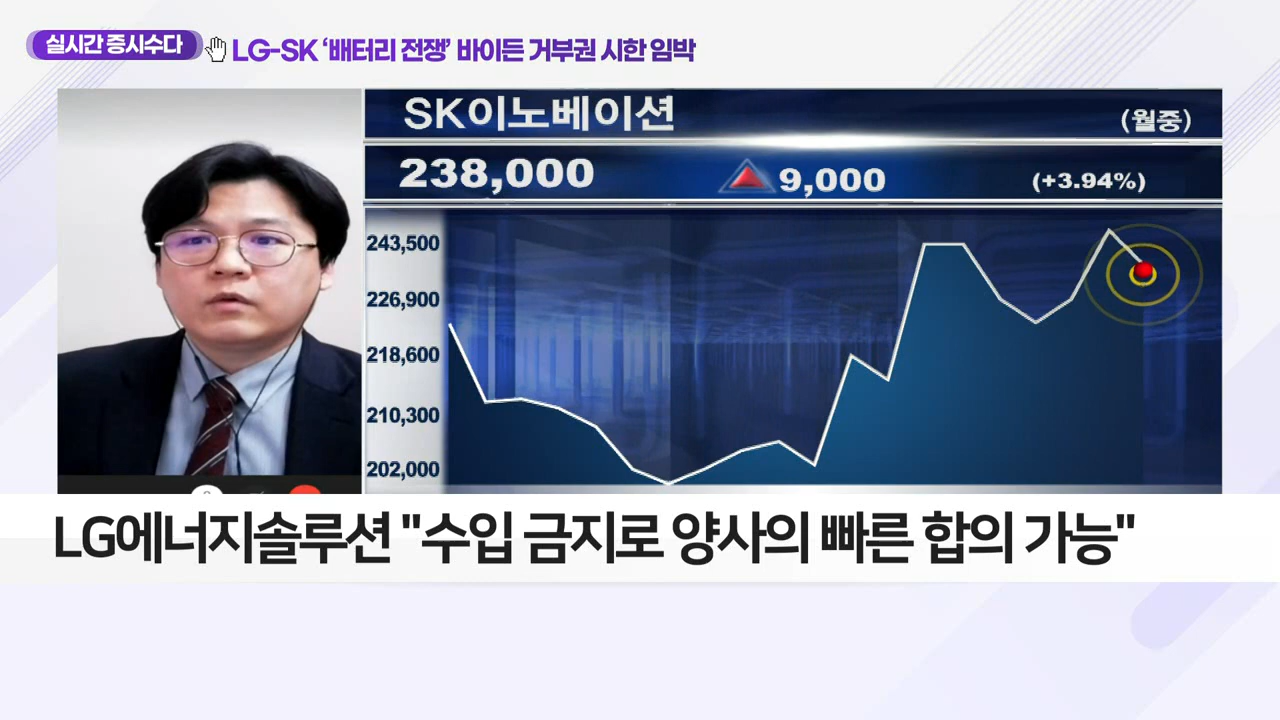 실시간 증시수다
LG-SK ‘배터리 전쟁’ 바이든 거부권 시한 임박
SK이노베이션
(월중)
238,000
9,000
(+3.94%)
243,500
226,900
218,600
210,300
202,000
LG에너지솔루션 "수입 금지로 양사의 빠른 합의 가능"